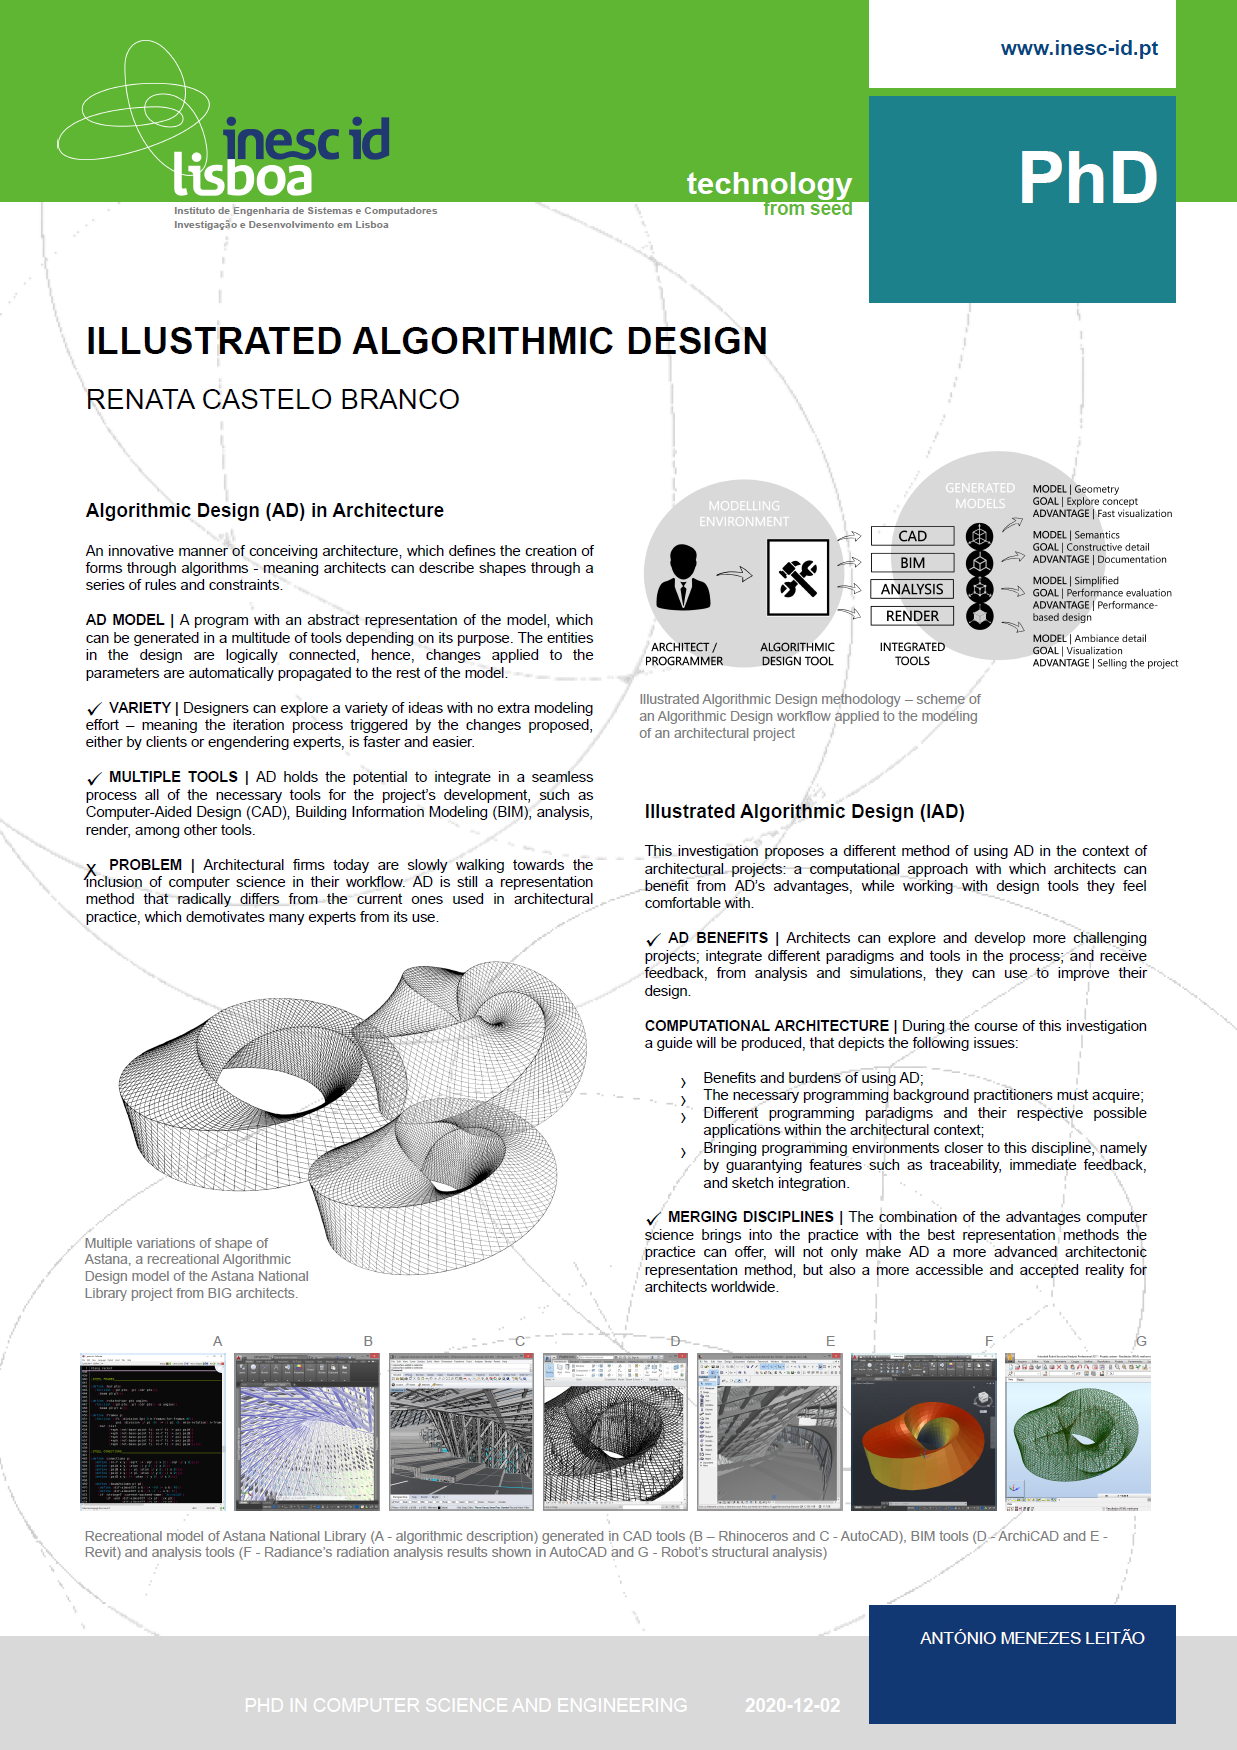 www.inesc-id.pt
inesc id
lisboa
Instituto de Engenharia de Sistemas e Computadores
Investigação e Desenvolvimento em Lisboa
technology
from seed
PhD
ILLUSTRATED ALGORITHMIC DESIGN
RENATA CASTELO BRANCO
Algorithmic Design (AD) in Architecture
An innovative manner of conceiving architecture, which defines the creation of
forms through algorithms - meaning architects can describe shapes through a
series of rules and constraints.
AD MODEL | A program with an abstract representation of the model, which
can be generated in a multitude of tools depending on its purpose. The entities
in the design are logically connected, hence, changes applied to the
parameters are automatically propagated to the rest of the model.
✓ VARIETY | Designers can explore a variety of ideas with no extra modeling
effort – meaning the iteration process triggered by the changes proposed,
either by clients or engendering experts, is faster and easier.
✓ MULTIPLE TOOLS | AD holds the potential to integrate in a seamless
process all of the necessary tools for the project's development, such as
Computer-Aided Design (CAD), Building Information Modeling (BIM), analysis,
render, among other tools.
X PROBLEM | Architectural firms today are slowly walking towards the
inclusion of computer science in their workflow. AD is still a representation
method that radically differs from the current ones used in architectural
practice, which demotivates many experts from its use.
Multiple variations of shape of
Astana, a recreational Algorithmic
Design model of the Astana National
Library project from BIG architects.
MODELLING
ENVIRONMENT
GENERATED
MODELS
CAD
BIM
ANALYSIS
RENDER
ARCHITECT /
PROGRAMMER
ALGORITHMIC
DESIGN TOOL
INTEGRATED
TOOLS
MODEL | Geometry
GOAL | Explore concept
ADVANTAGE | Fast visualization
MODEL | Semantics
GOAL | Constructive detail
ADVANTAGE | Documentation
MODEL | Simplified
GOAL | Performance evaluation
ADVANTAGE | Performance-
based design
MODEL | Ambiance detail
GOAL | Visualization
ADVANTAGE | Selling the project
Illustrated Algorithmic Design methodology – scheme of
an Algorithmic Design workflow applied to the modeling
of an architectural project
Illustrated Algorithmic Design (IAD)
This investigation proposes a different method of using AD in the context of
architectural projects: a computational approach with which architects can
benefit from AD's advantages, while working with design tools they feel
comfortable with.
✓ AD BENEFITS | Architects can explore and develop more challenging
projects; integrate different paradigms and tools in the process; and receive
feedback, from analysis and simulations, they can use to improve their
design.
COMPUTATIONAL ARCHITECTURE | During the course of this investigation
a guide will be produced, that depicts the following issues:
› Benefits and burdens of using AD;
› The necessary programming background practitioners must acquire;
› Different programming paradigms and their respective possible
applications within the architectural context;
› Bringing programming environments closer to this discipline, namely
by guarantying features such as traceability, immediate feedback,
and sketch integration.
✓ MERGING DISCIPLINES | The combination of the advantages computer
science brings into the practice with the best representation methods the
practice can offer, will not only make AD a more advanced architectonic
representation method, but also a more accessible and accepted reality for
architects worldwide.
A B C D E F G
Recreational model of Astana National Library (A - algorithmic description) generated in CAD tools (B – Rhinoceros and C - AutoCAD), BIM tools (D - ArchiCAD and E -
Revit) and analysis tools (F - Radiance's radiation analysis results shown in AutoCAD and G - Robot's structural analysis)
ANTÓNIO MENEZES LEITÃO
PHD IN COMPUTER SCIENCE AND ENGINEERING 2020-12-02